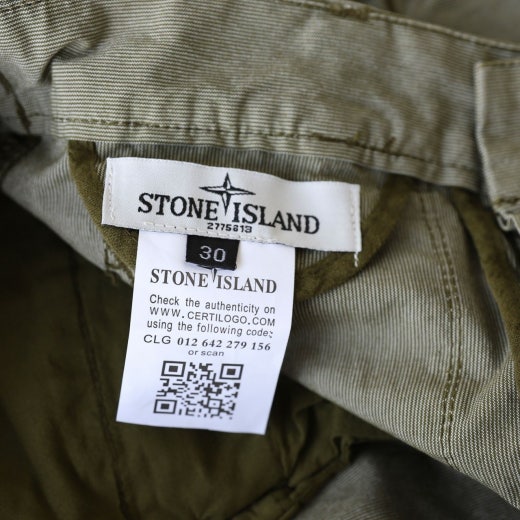 STONE ISLAND
2775813
30
STONE ISLAND
Check the authenticity on
WWW.CERTILOGO.COM
using the following code:
CLG 012 642 279 156
or scan